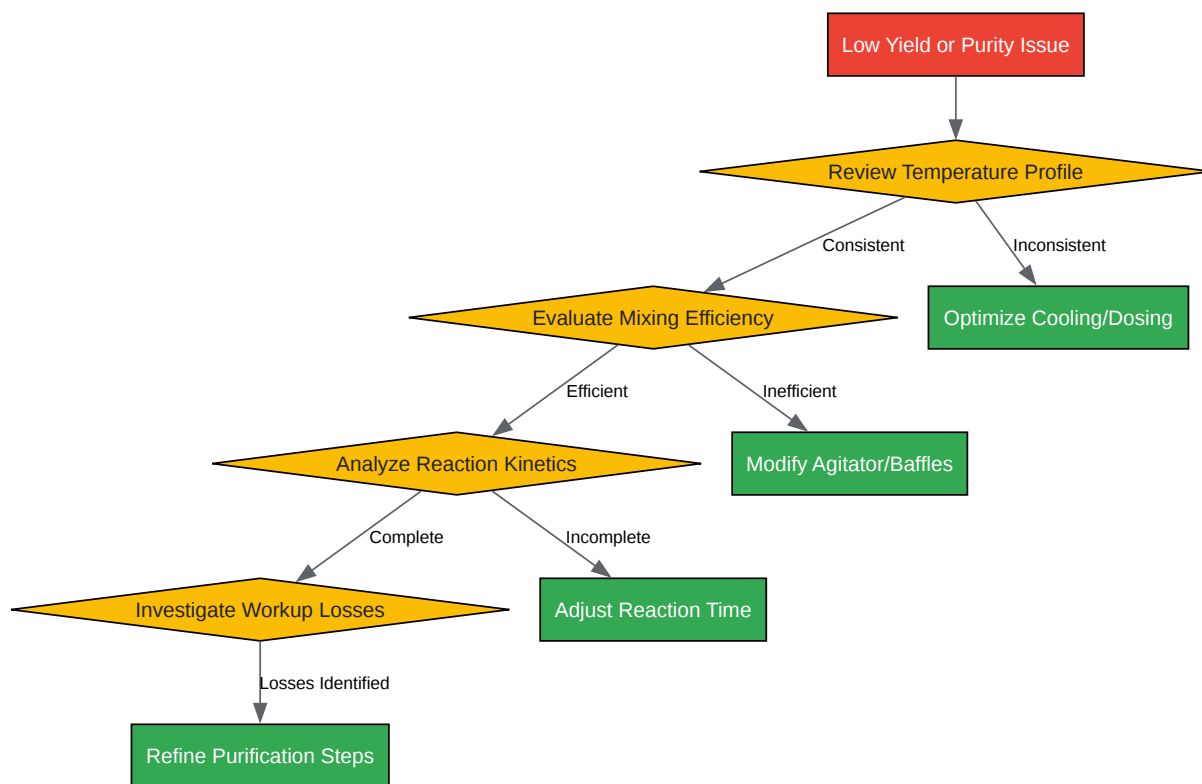 Low Yield or Purity Issue
Review Temperature Profile
Consistent
Inconsistent
Evaluate Mixing Efficiency
Optimize Cooling/Dosing
Efficient
Inefficient
Analyze Reaction Kinetics
Modify Agitator/Baffles
Complete
Incomplete
Investigate Workup Losses
Adjust Reaction Time
Losses Identified
Refine Purification Steps